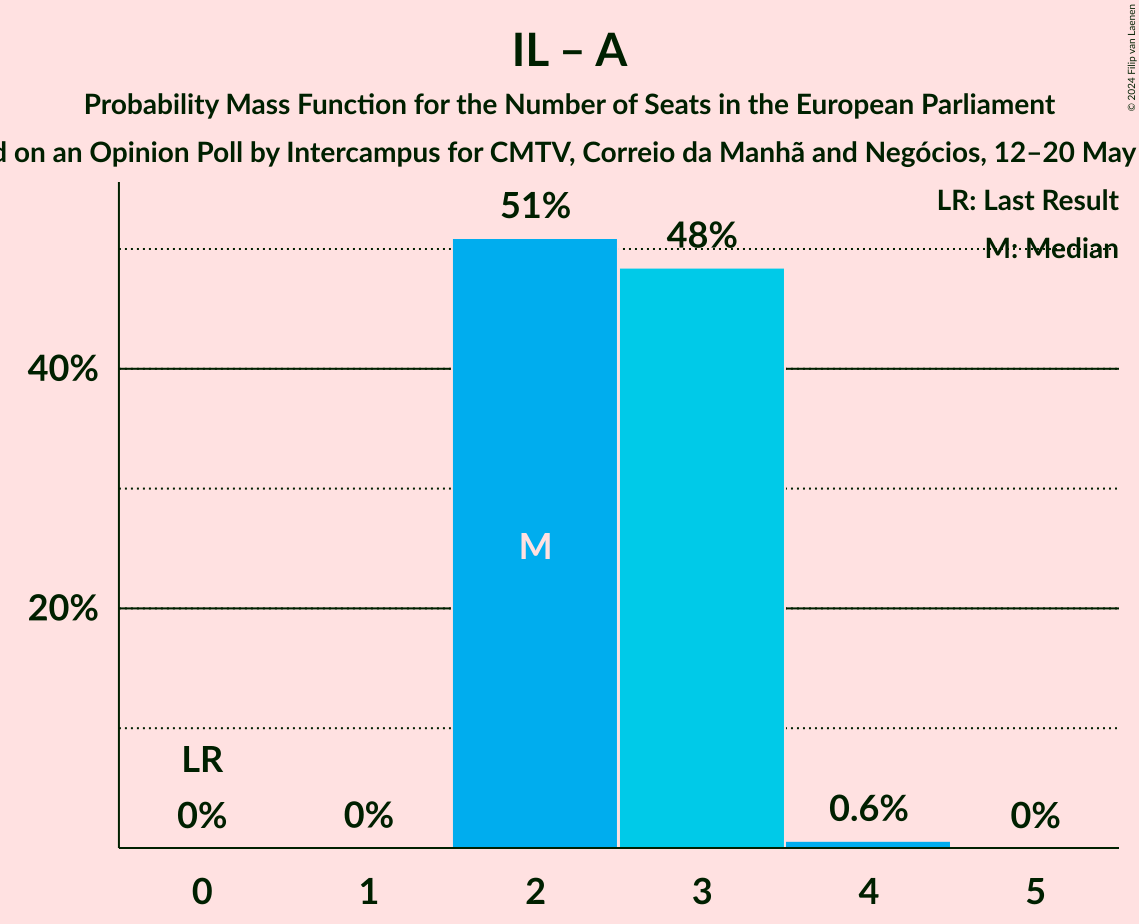 IL – A
Probability Mass Function for the Number of Seats in the European Parliament
on an Opinion Poll by Intercampus for CMTV, Correio da Manhã and Negócios, 12–20 May
© 2024 Filip van Laenen
LR: Last Result
M: Median
51%
48%
40%
M
20%
LR
0%
0%
0.6%
0%
0
1
2
3
4
5